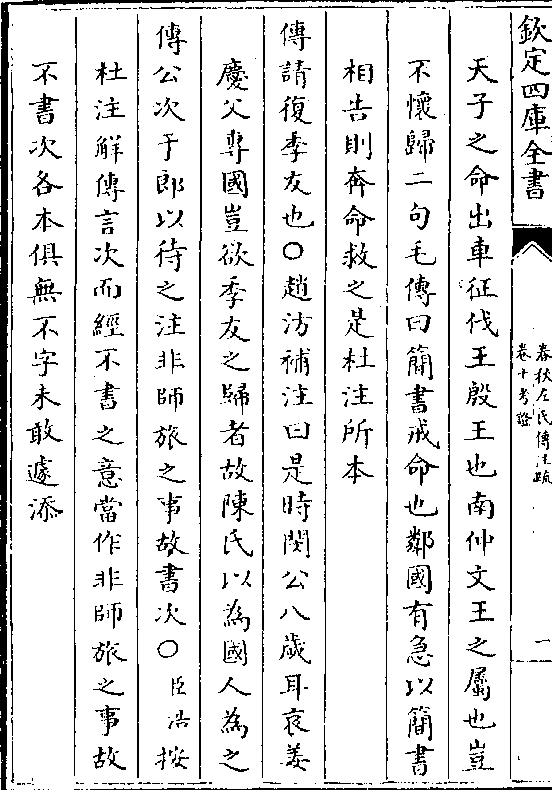 欽定四庫全書
春秋左氏傳注疏
卷十考證
一
天子之命出車征伐王殷王也南仲文王之屬也豈
不懷歸二句毛傳曰簡書戒命也鄰國有急以簡書
相告則奔命救之是杜注所本
傳請復季友也〇趙汸補注曰是時閔公八歲耳哀姜
慶父專國豈欲季友之歸者故陳氏以為國人為之
傳公次于郎以待之注非師旅之事故書次〇臣浩按
杜注解傳言次而經不書之意當作非師旅之事故
不書次各本俱無不字未敢遽添